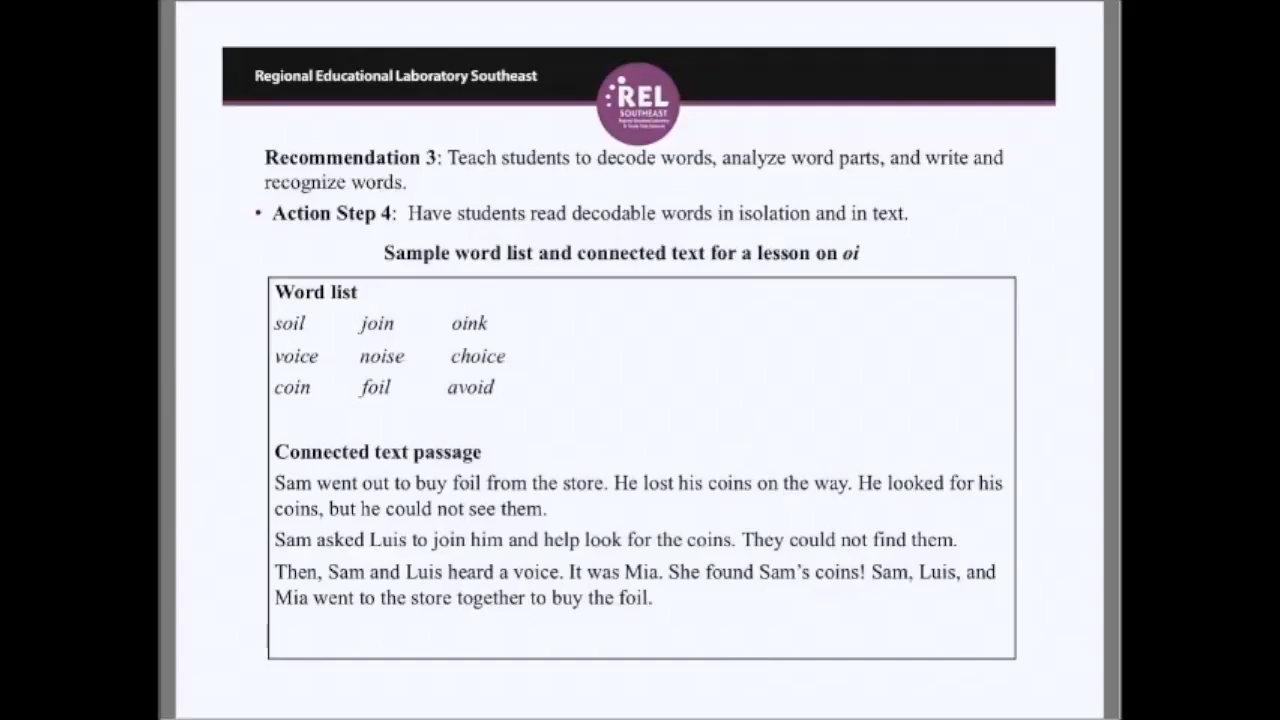 Regional Educational Laboratory Southeast
REL
SOUTHEAST
Recommendation 3: Teach students to decode words, analyze word parts, and write and
recognize words.
• Action Step 4: Have students read decodable words in isolation and in text.
Sample word list and connected text for a lesson on oi
Word list
soil join oink
voice noise choice
coin foil avoid
Connected text passage
Sam went out to buy foil from the store. He lost his coins on the way. He looked for his
coins, but he could not see them.
Sam asked Luis to join him and help look for the coins. They could not find them.
Then, Sam and Luis heard a voice. It was Mia. She found Sam's coins! Sam, Luis, and
Mia went to the store together to buy the foil.